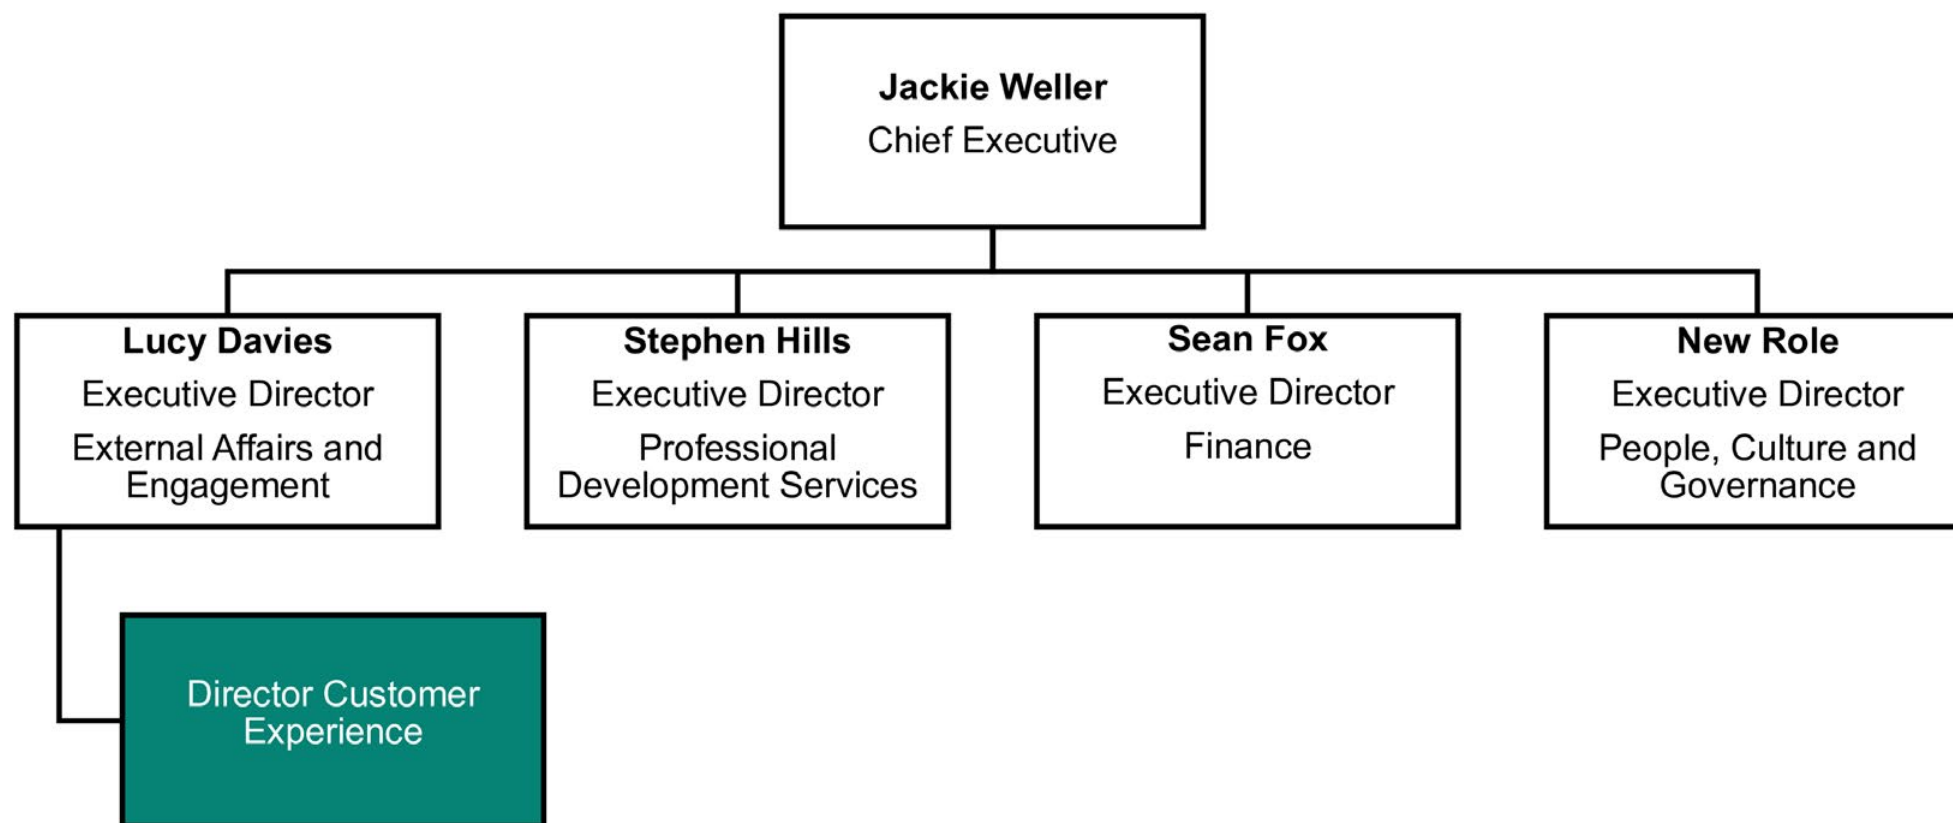 Jackie Weller
Chief Executive
Lucy Davies
Executive Director
External Affairs and
Engagement
Stephen Hills
Executive Director
Professional
Development Services
Sean Fox
Executive Director
Finance
New Role
Executive Director
People, Culture and
Governance
Director Customer
Experience